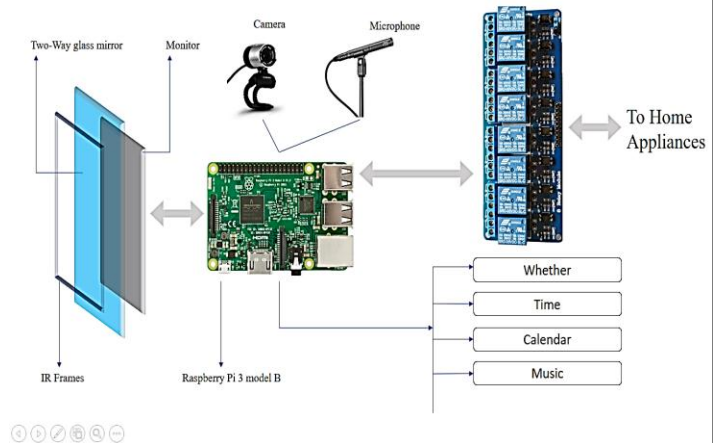 Camera
Microphone
Two-Way glass mirror
Monitor
To Home
Appliances
Whether
Time
Calendar
Music
IR Frames
Raspberry Pi 3 model B
HDMI